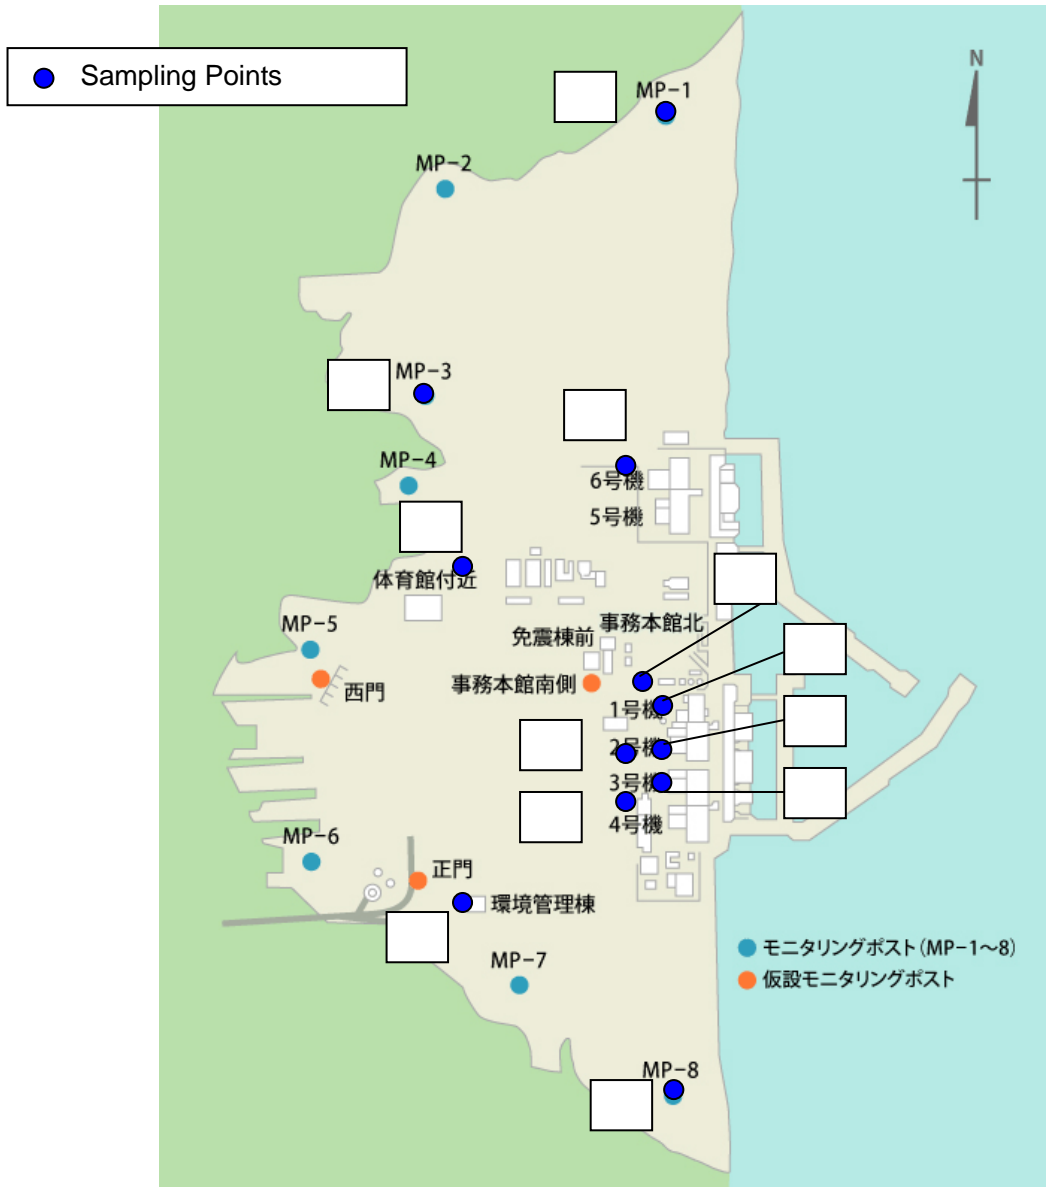 Sampling Points
N
MP-1
MP-2
MP-3
MP-4
6号機
5号機
体育館付近
MP-5
事務本館北
免震棟前
西門
事務本館南側
1号機
2号機
3号機
4号機
MP-6
正門
環境管理棟
モニタリングポスト(MP-1〜8)
MP-7
仮設モニタリングポスト
MP-8